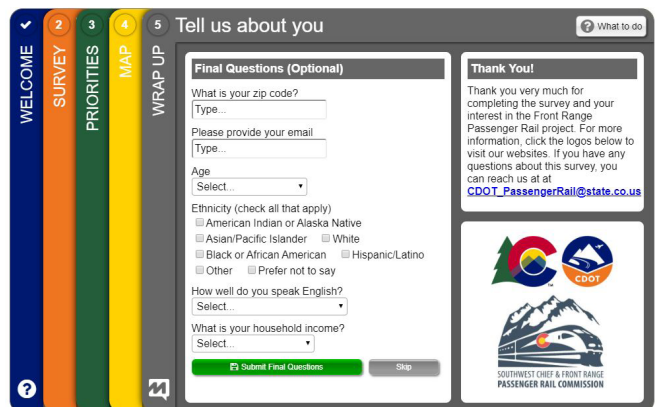 WELCOME
2
SURVEY
3
PRIORITIES
4
MAP
5
WRAP UP
Tell us about you
? What to do
Final Questions (Optional)
What is your zip code?
Type...
Please provide your email
Type...
Age
Select...
Ethnicity (check all that apply)
American Indian or Alaska Native
Asian/Pacific Islander White
Black or African American Hispanic/Latino
Other Prefer not to say
How well do you speak English?
Select...
What is your household income?
Select...
Submit Final Questions Skip
Thank You!
Thank you very much for
completing the survey and your
interest in the Front Range
Passenger Rail project. For more
information, click the logos below to
visit our websites. If you have any
questions about this survey, you
can reach us at at
CDOT_PassengerRail@state.co.us
CDOT
SOUTHWEST CHIEF & FRONT RANGE
PASSENGER RAIL COMMISSION
?